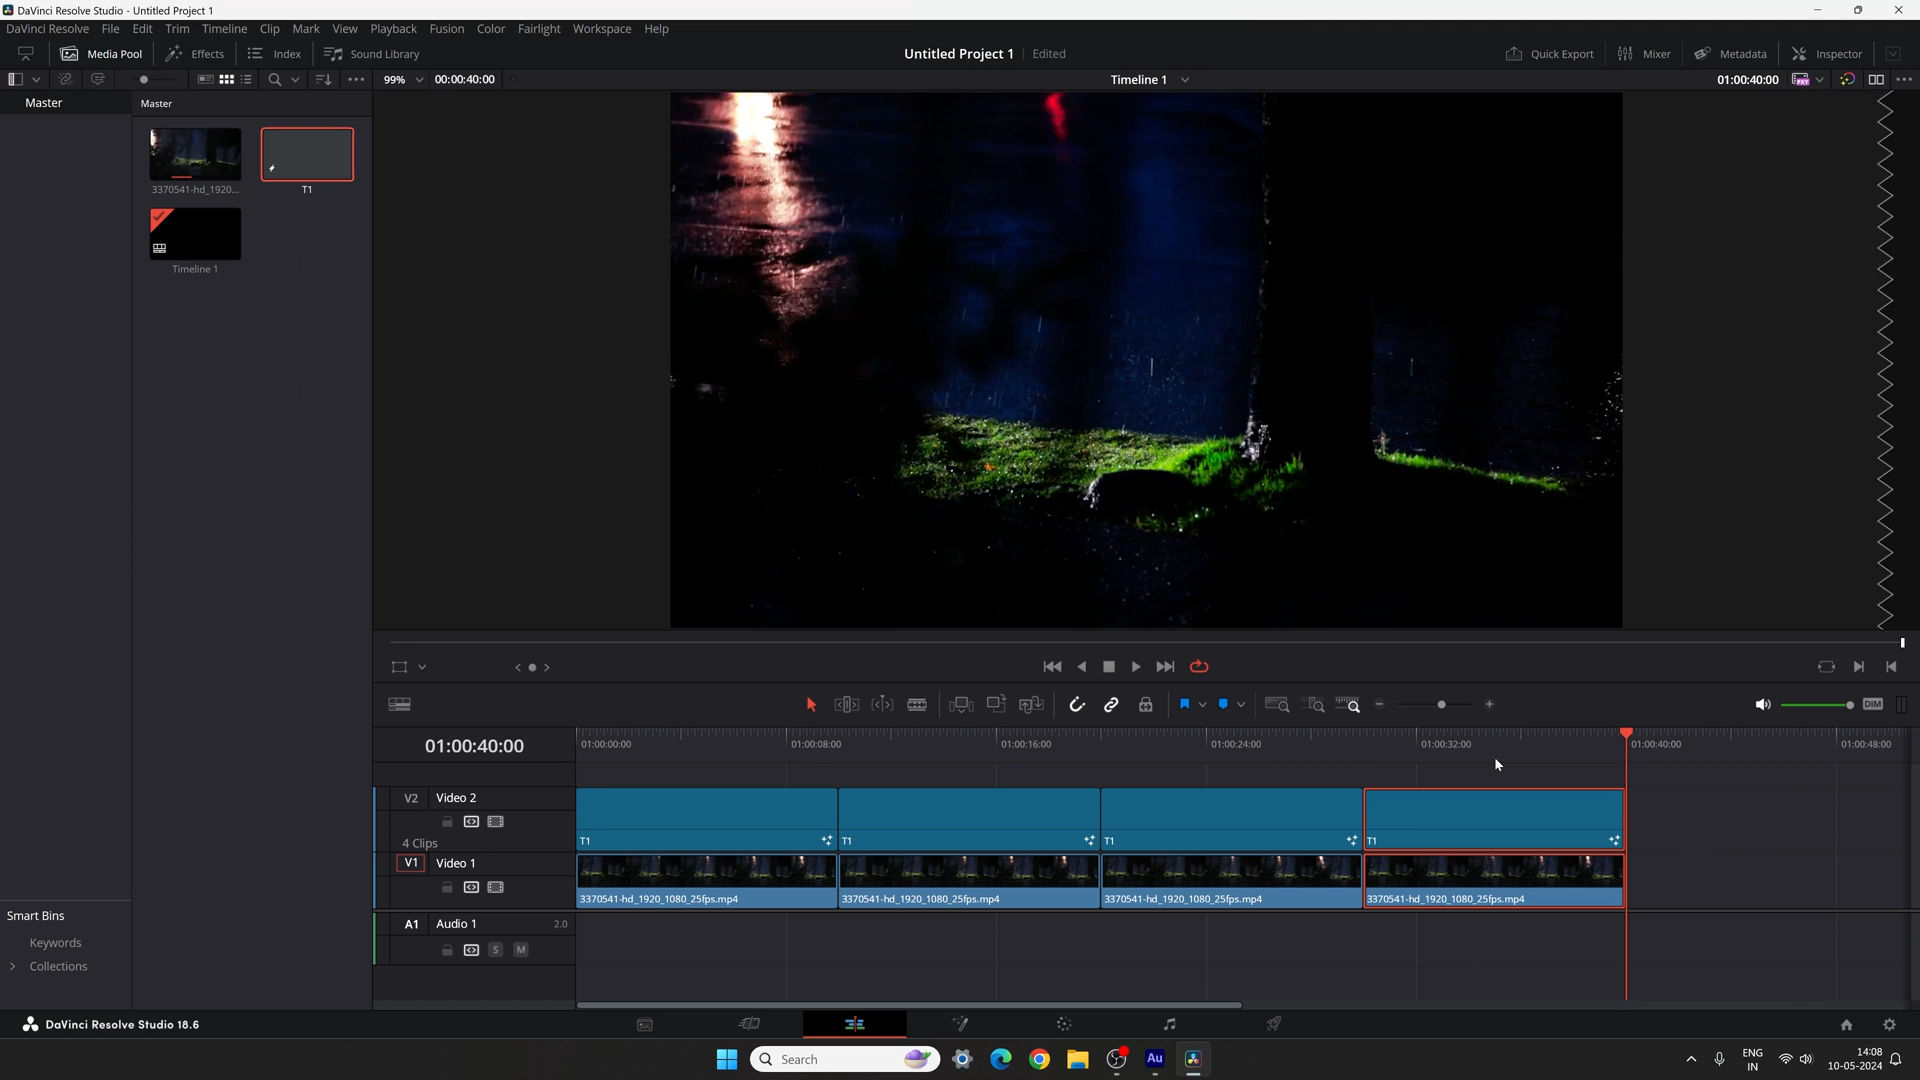 DaVinci Resolve Studio - Untitled Project 1
DaVinci Resolve File Edit Trim Timeline Clip Mark View Playback Fusion Color Fairlight Workspace Help
Media Pool Effects Index Sound Library Untitled Project 1 Edited Quick Export Mixer Metadata Inspector
99% 00:00:40:00 Timeline 1 01:00:40:00
Master Master
3370541-hd_1920... T1
Timeline 1
DIM
01:00:40:00 01:00:00:00 01:00:08:00 01:00:16:00 01:00:24:00 01:00:32:00 01:00:40:00 01:00:48:00
V2 Video 2
4 Clips T1 T1 T1 T1
V1 Video 1
3370541-hd_1920_1080_25fps.mp4 3370541-hd_1920_1080_25fps.mp4 3370541-hd_1920_1080_25fps.mp4 3370541-hd_1920_1080_25fps.mp4
Smart Bins
A1 Audio 1 2.0
Keywords
S M
Collections
DaVinci Resolve Studio 18.6
Search Au ENG
IN
14:08
10-05-2024